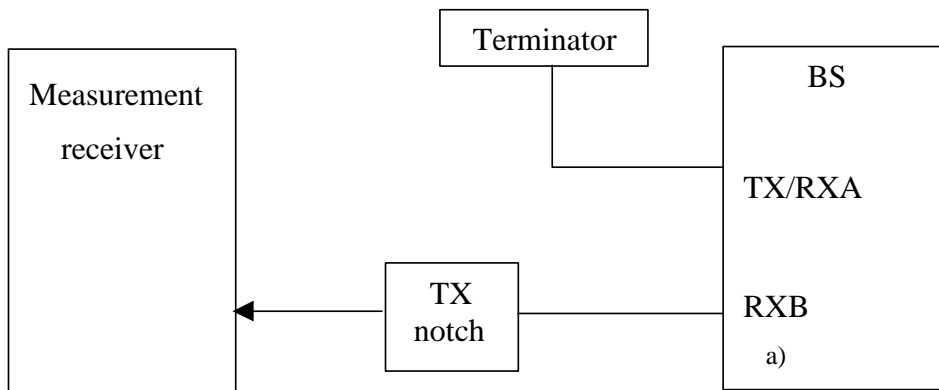 Terminator
Measurement
receiver
BS
TX/RXA
TX
notch
RXB
a)